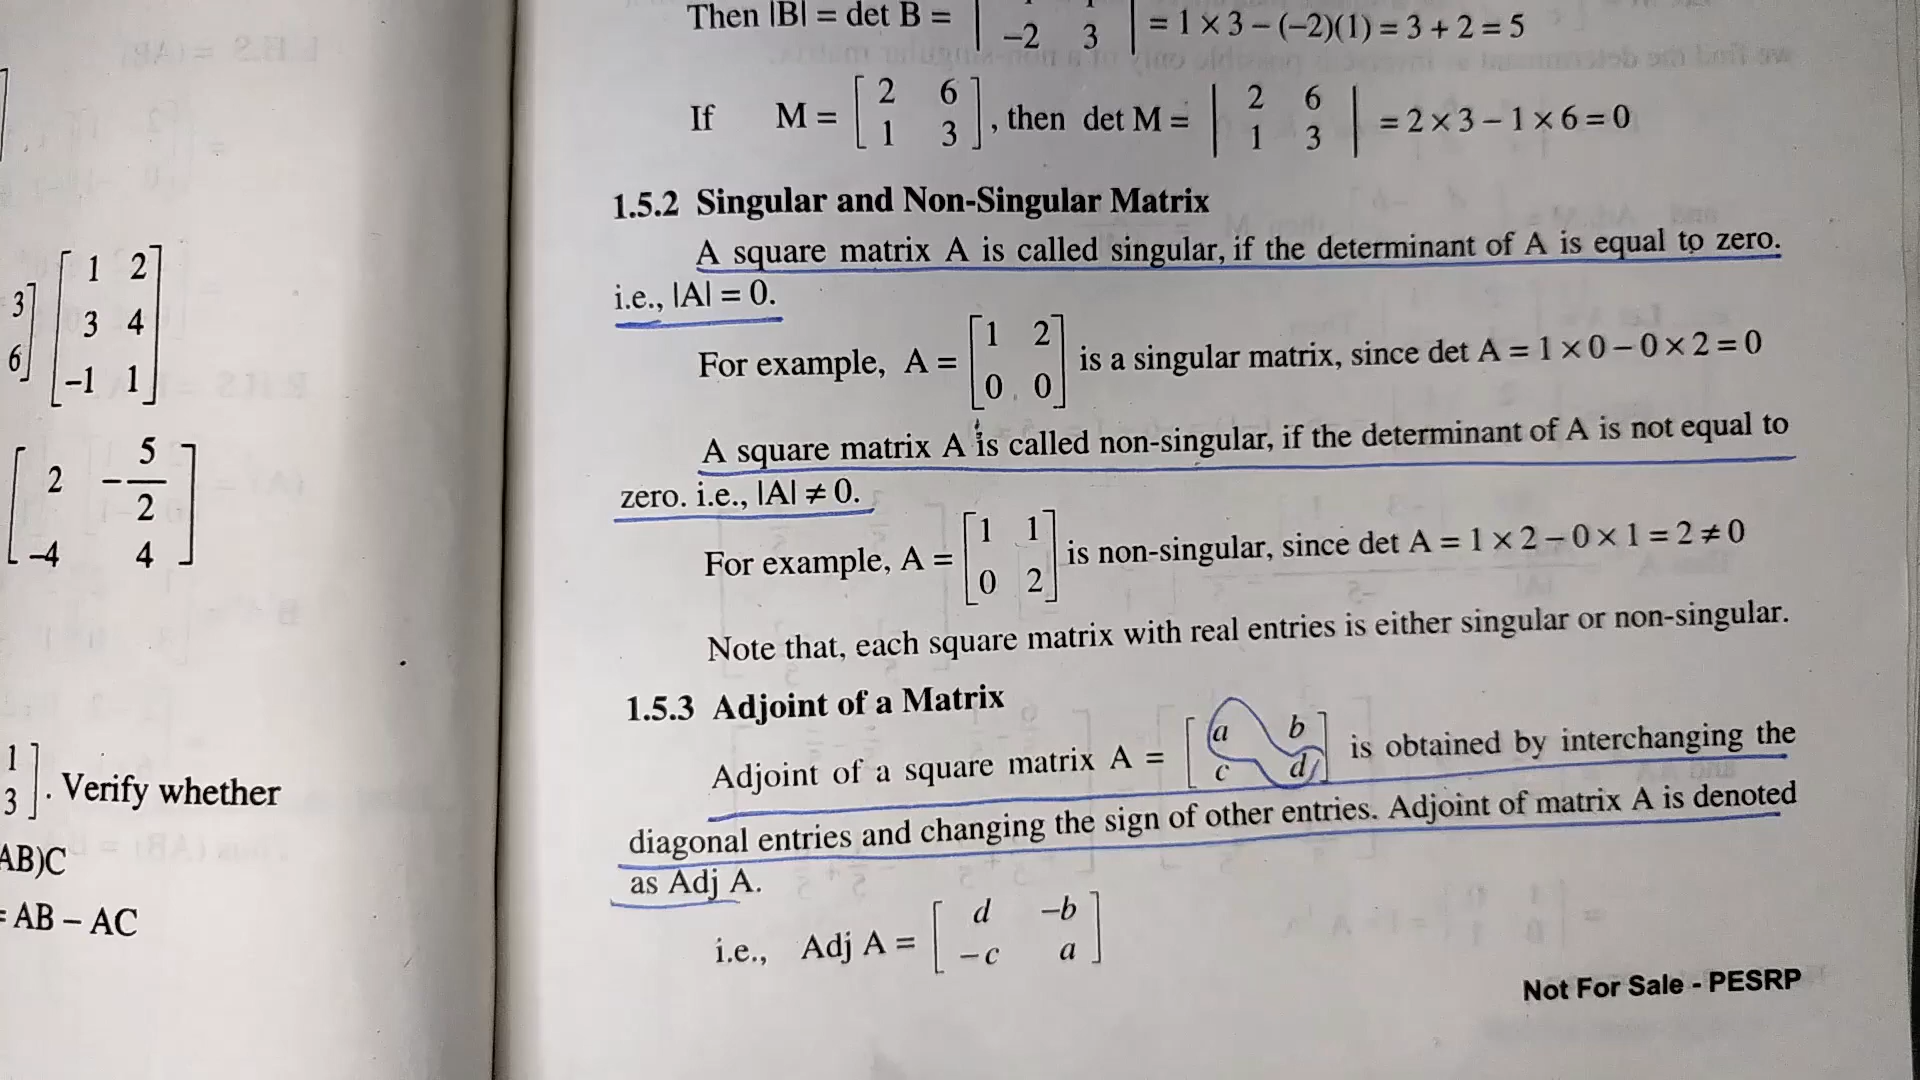 3] [1 2
6] 3 4
-1 1]
[2 -5/2
-4 4]
1
3]. Verify whether
AB)C
= AB – AC
Then |B| = det B = | -2 3 | = 1 × 3 – (–2)(1) = 3 + 2 = 5
If M = [2 6
1 3], then det M = |2 6
1 3| = 2 × 3 – 1 × 6 = 0
1.5.2 Singular and Non-Singular Matrix
A square matrix A is called singular, if the determinant of A is equal to zero.
i.e., |A| = 0.
For example, A = [1 2
0 0] is a singular matrix, since det A = 1 × 0 – 0 × 2 = 0
A square matrix A is called non-singular, if the determinant of A is not equal to
zero. i.e., |A| ≠ 0.
For example, A = [1 1
0 2] is non-singular, since det A = 1 × 2 – 0 × 1 = 2 ≠ 0
Note that, each square matrix with real entries is either singular or non-singular.
1.5.3 Adjoint of a Matrix
Adjoint of a square matrix A = [a b
c d] is obtained by interchanging the
diagonal entries and changing the sign of other entries. Adjoint of matrix A is denoted
as Adj A.
i.e., Adj A = [d -b
-c a]
Not For Sale - PESRP